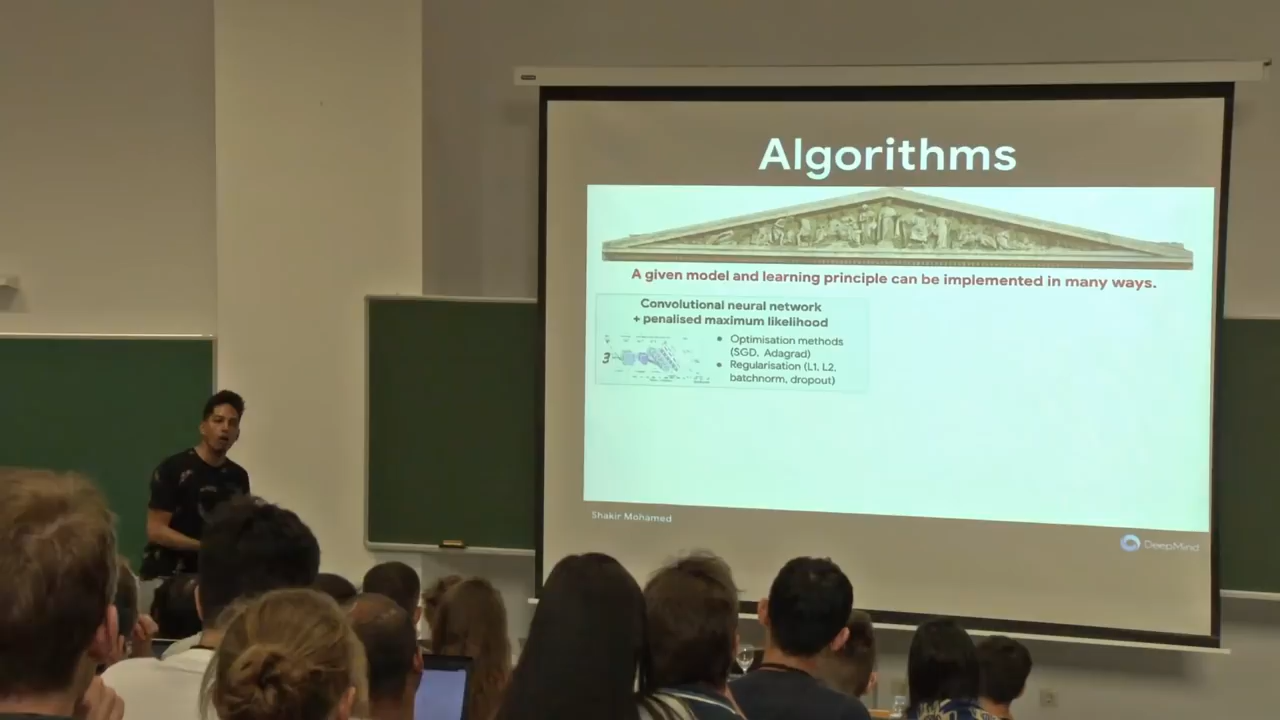 Algorithms
A given model and learning principle can be implemented in many ways.
Convolutional neural network
+ penalised maximum likelihood
3
• Optimisation methods
(SGD, Adagrad)
• Regularisation (L1, L2,
batchnorm, dropout)
Shakir Mohamed
DeepMind